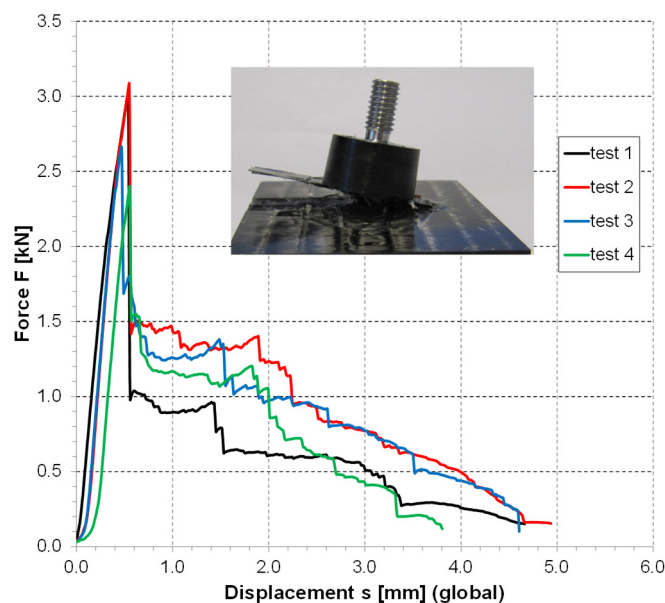 3.5
3.0
2.5
2.0
1.5
1.0
0.5
0.0
Force F [kN]
test 1
test 2
test 3
test 4
0.0 1.0 2.0 3.0 4.0 5.0 6.0
Displacement s [mm] (global)